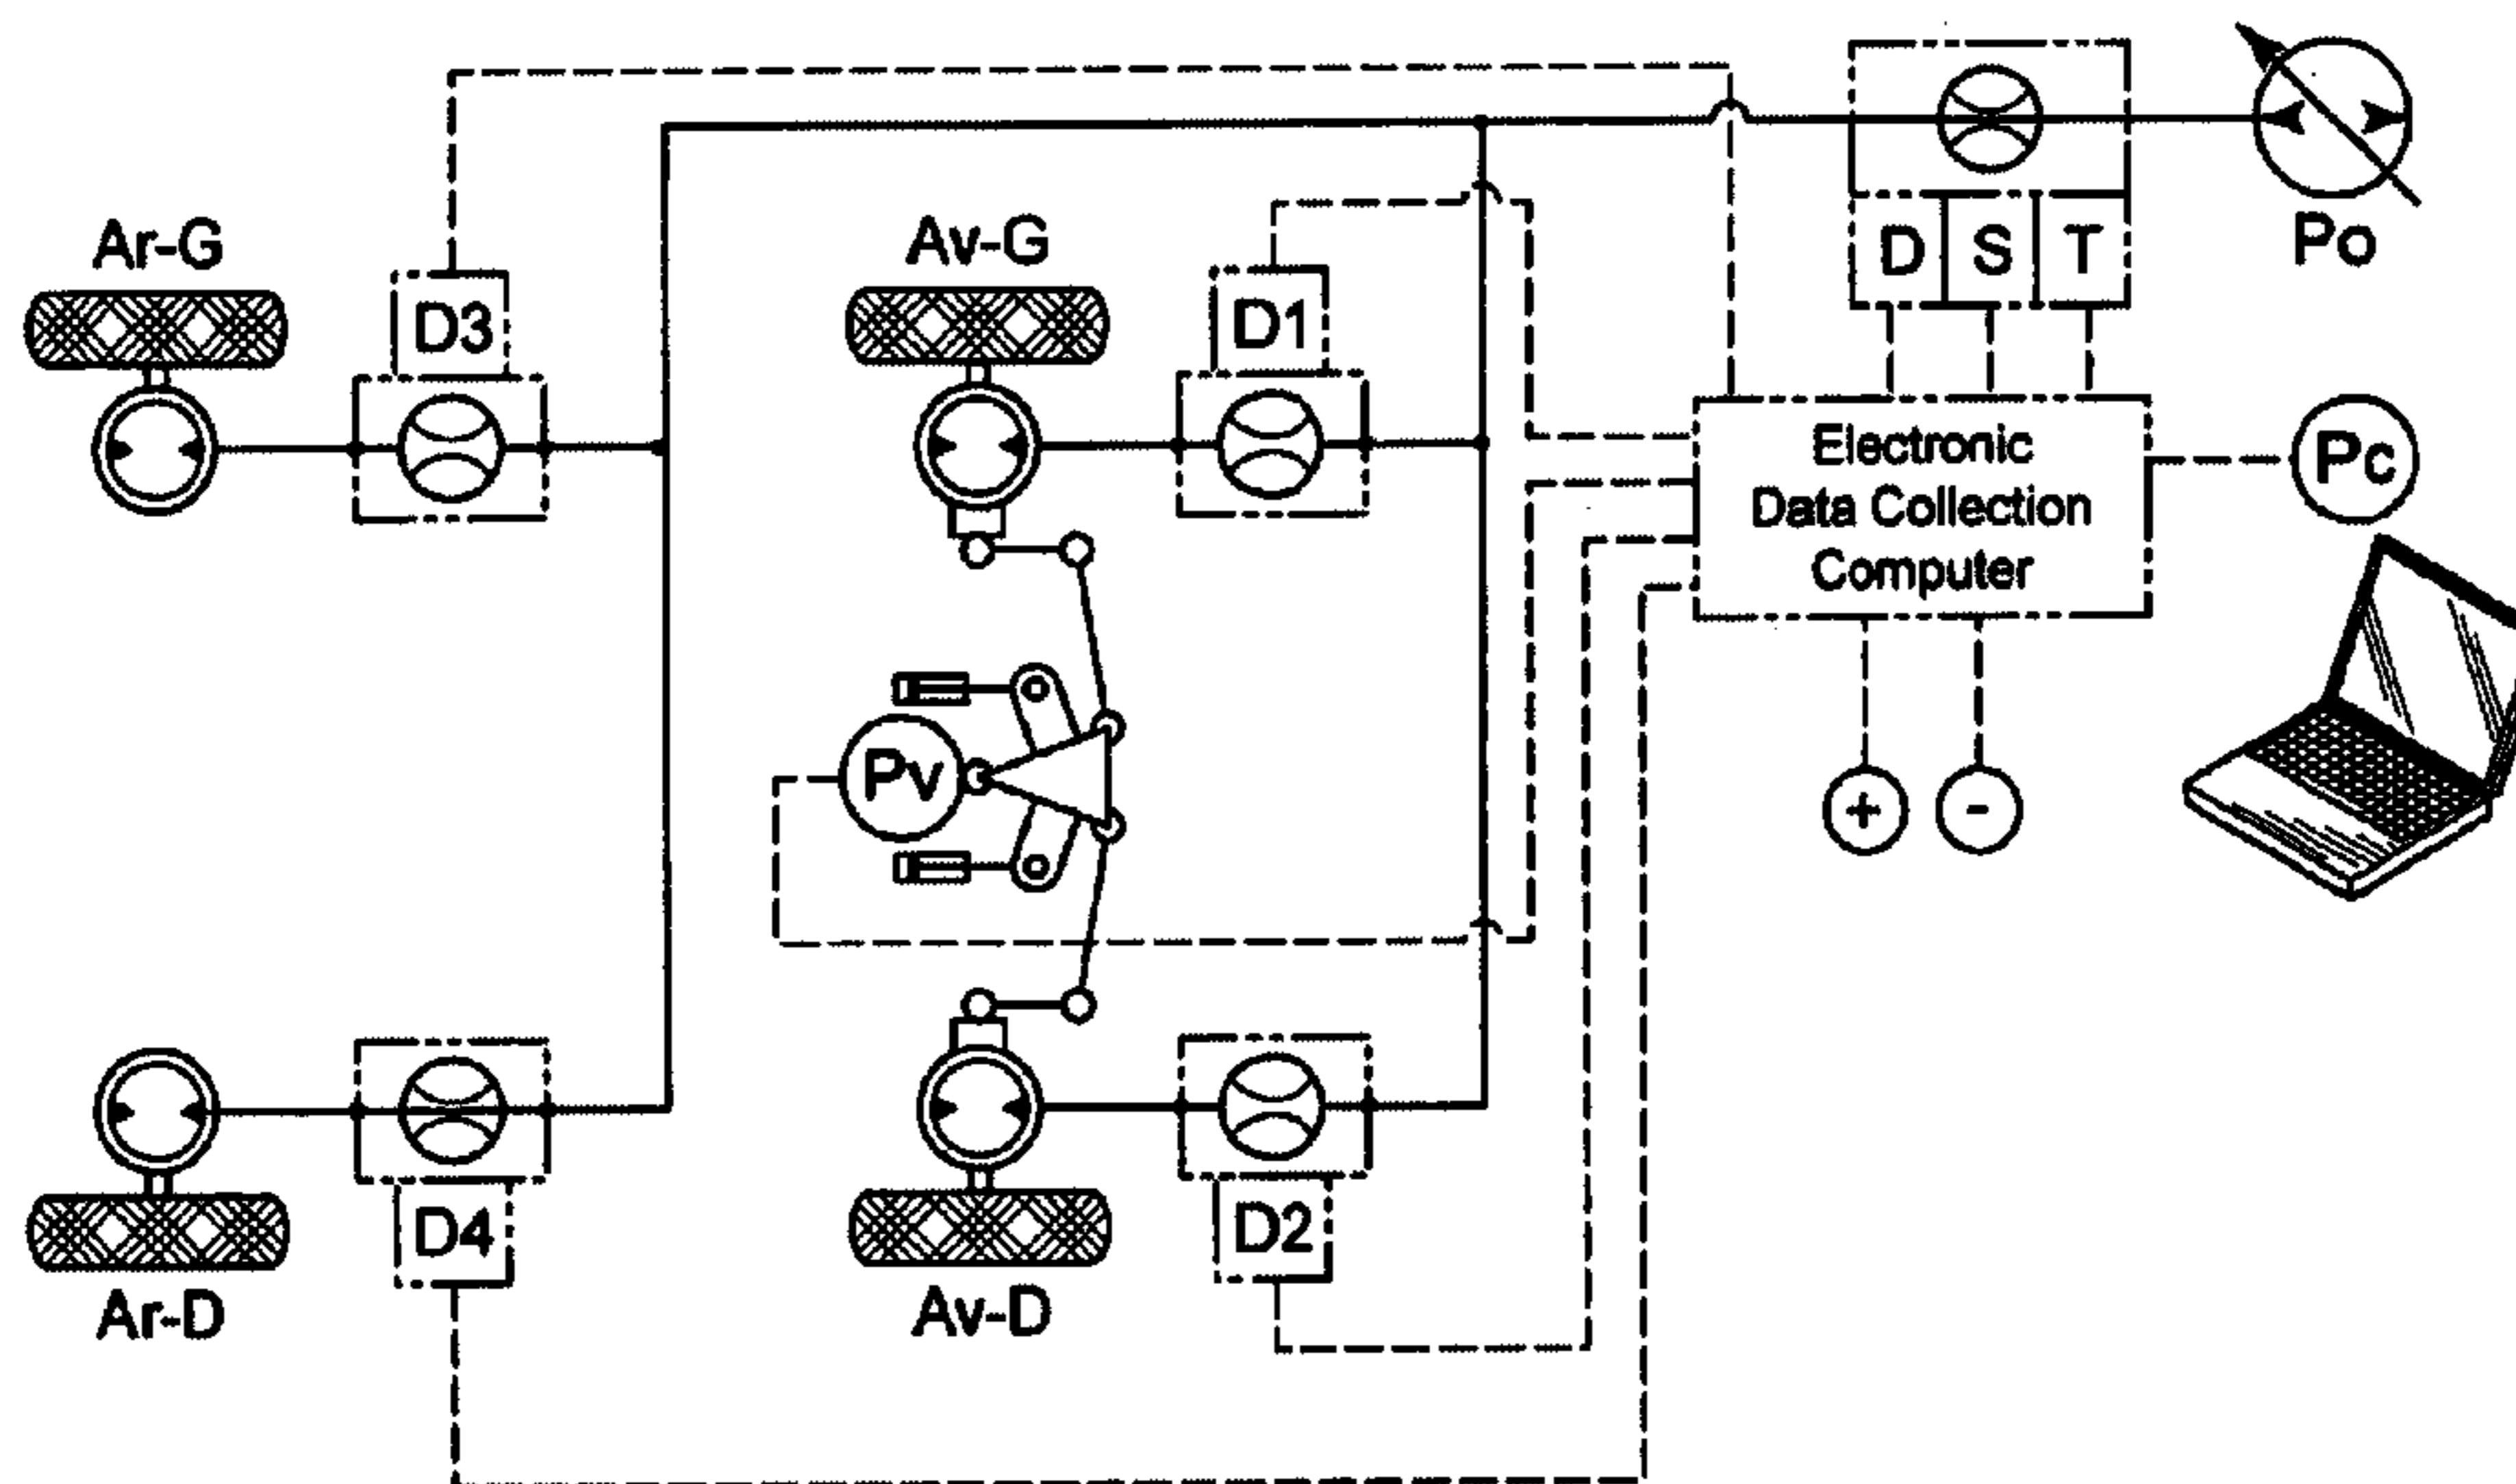 Ar-G
Av-G
D3
D1
D S T
Po
Electronic
Data Collection
Computer
Pc
Pv
+ -
D4
D2
Ar-D
Av-D